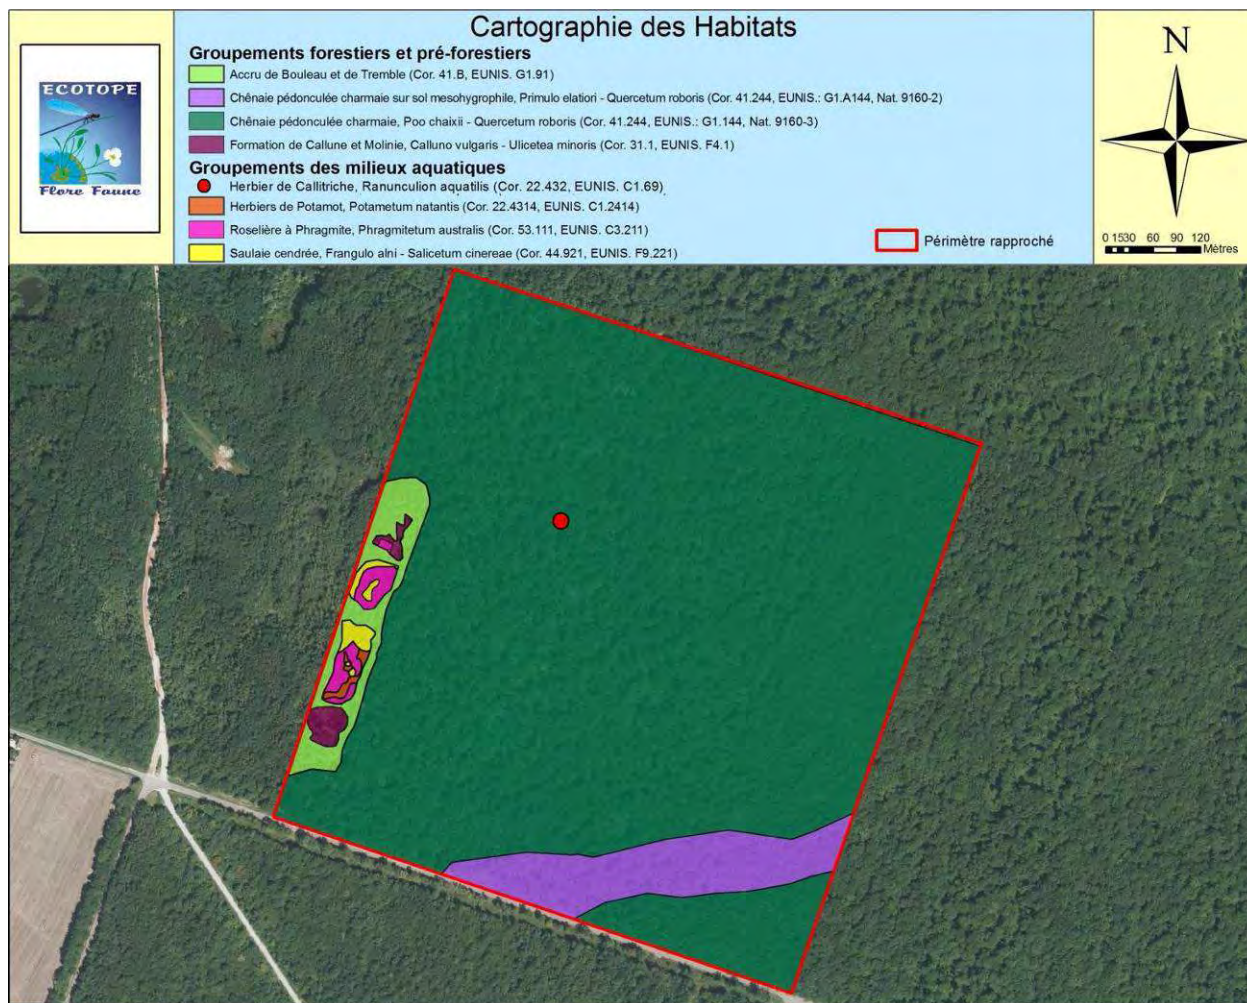 Cartographie des Habitats
ECOTOPE
Flore Faune
Groupements forestiers et pré-forestiers
Accru de Bouleau et de Tremble (Cor. 41.B, EUNIS. G1.91)
Chênaie pédonculée charmaie sur sol mesohygrophile, Primulo elatiori - Quercetum roboris (Cor. 41.244, EUNIS.: G1.A144, Nat. 9160-2)
Chênaie pédonculée charmaie, Poo chaixii - Quercetum roboris (Cor. 41.244, EUNIS.: G1.144, Nat. 9160-3)
Formation de Callune et Molinie, Calluno vulgaris - Ulicetea minoris (Cor. 31.1, EUNIS. F4.1)
Groupements des milieux aquatiques
Herbier de Callitriche, Ranunculion aquatilis (Cor. 22.432, EUNIS. C1.69)
Herbiers de Potamot, Potametum natantis (Cor. 22.4314, EUNIS. C1.2414)
Roselière à Phragmite, Phragmitetum australis (Cor. 53.111, EUNIS. C3.211)
Saulaie cendrée, Frangulo alni - Salicetum cinereae (Cor. 44.921, EUNIS. F9.221)
Périmètre rapproché
N
0 1530 60 90 120
Mètres